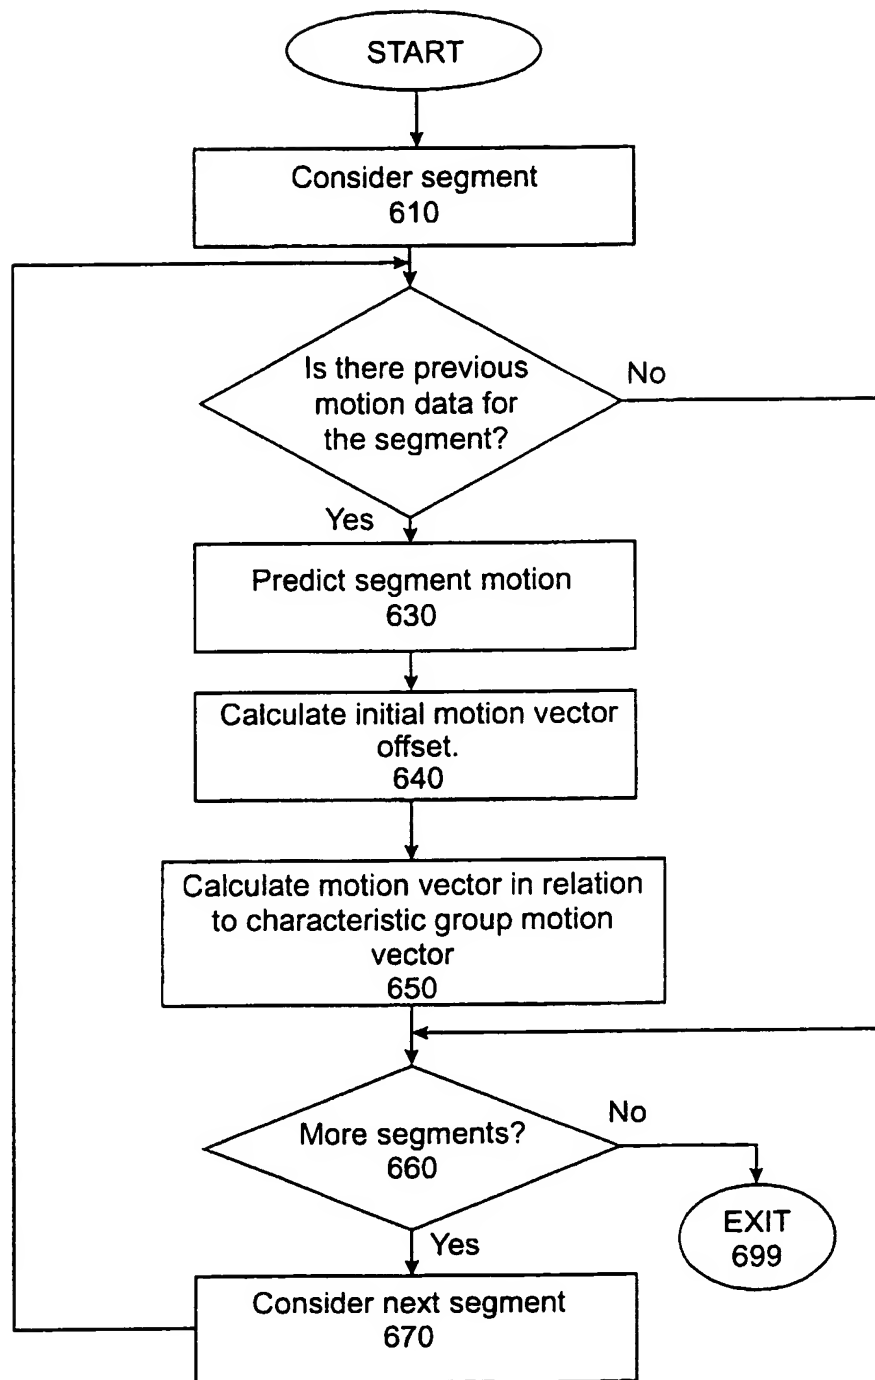 START
Consider segment
610
Is there previous
motion data for
the segment?
No
Yes
Predict segment motion
630
Calculate initial motion vector
offset.
640
Calculate motion vector in relation
to characteristic group motion
vector
650
More segments?
660
No
EXIT
699
Yes
Consider next segment
670